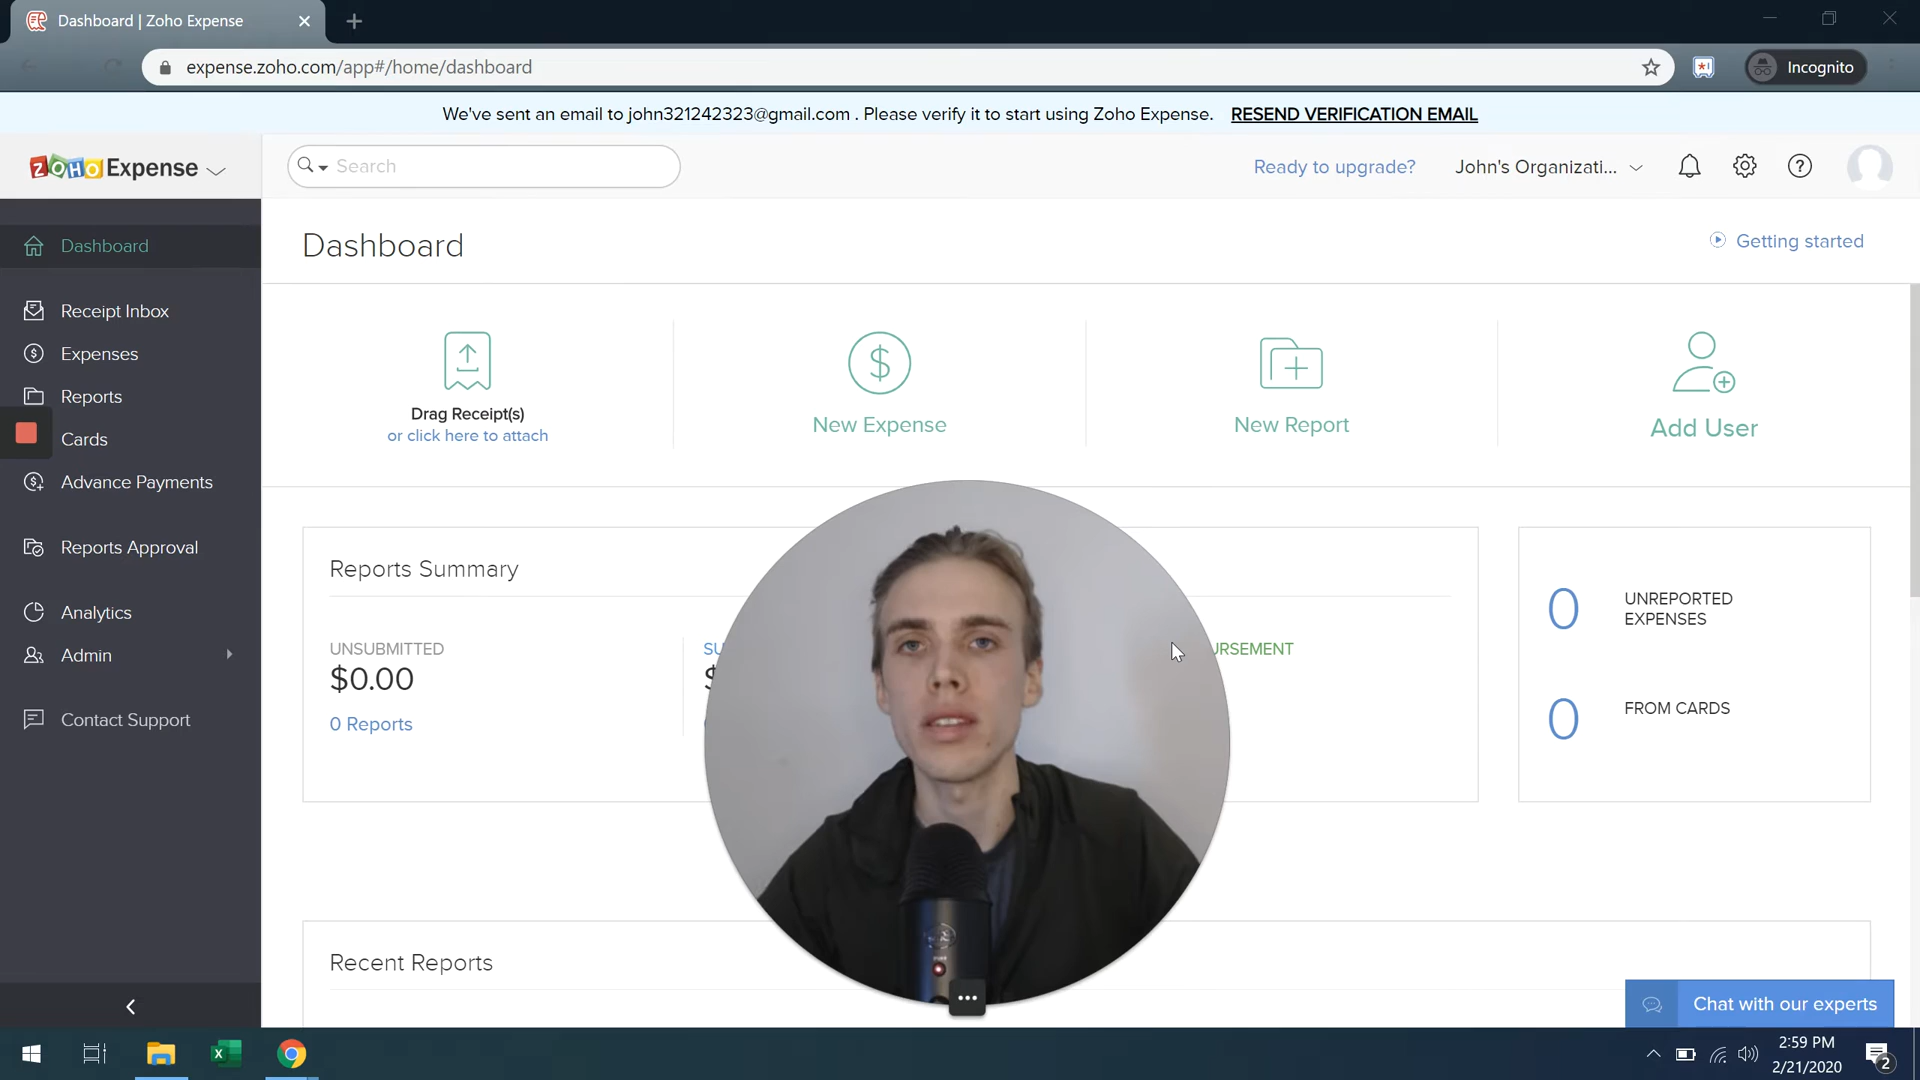 Dashboard | Zoho Expense
expense.zoho.com/app#/home/dashboard
Incognito
We've sent an email to john321242323@gmail.com . Please verify it to start using Zoho Expense. RESEND VERIFICATION EMAIL
ZOHO Expense
Search
Ready to upgrade?
John's Organizati...
Dashboard
Receipt Inbox
Expenses
Reports
Cards
Advance Payments
Reports Approval
Analytics
Admin
Contact Support
Dashboard
Getting started
Drag Receipt(s)
or click here to attach
New Expense
New Report
Add User
Reports Summary
UNSUBMITTED
$0.00
0 Reports
SU
$
URSEMENT
0 UNREPORTED
EXPENSES
0 FROM CARDS
Recent Reports
Chat with our experts
2:59 PM
2/21/2020
2